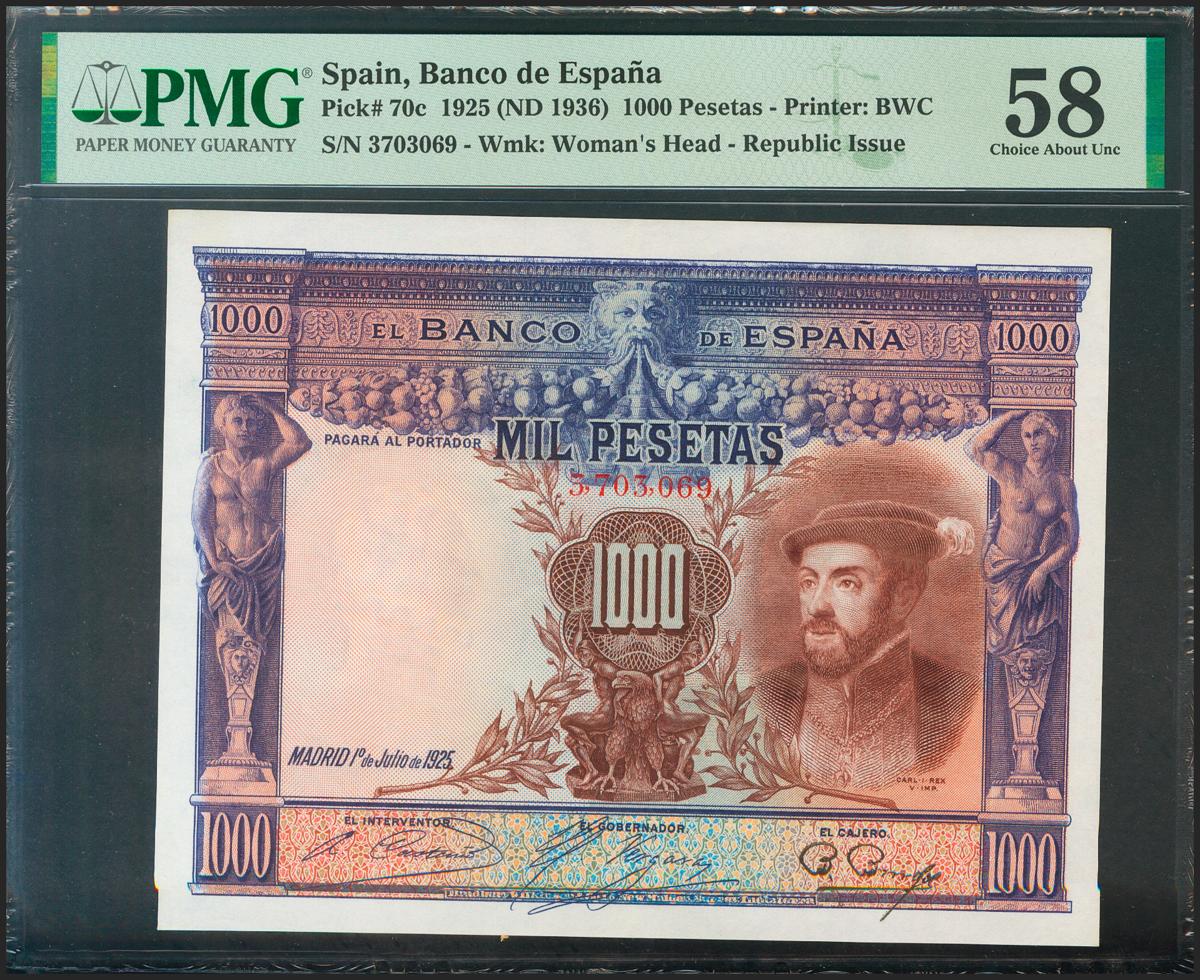 PMG®
PAPER MONEY GUARANTY
Spain, Banco de España
Pick# 70c 1925 (ND 1936) 1000 Pesetas - Printer: BWC
S/N 3703069 - Wmk: Woman's Head - Republic Issue
58
Choice About Unc
1000 EL BANCO DE ESPAÑA 1000
PAGARÁ AL PORTADOR MIL PESETAS
3,703,069
1000
MADRID 1º de Julio de 1925
CARL·I·REX
V·IMP.
EL INTERVENTOR. EL GOBERNADOR. EL CAJERO.
1000 1000